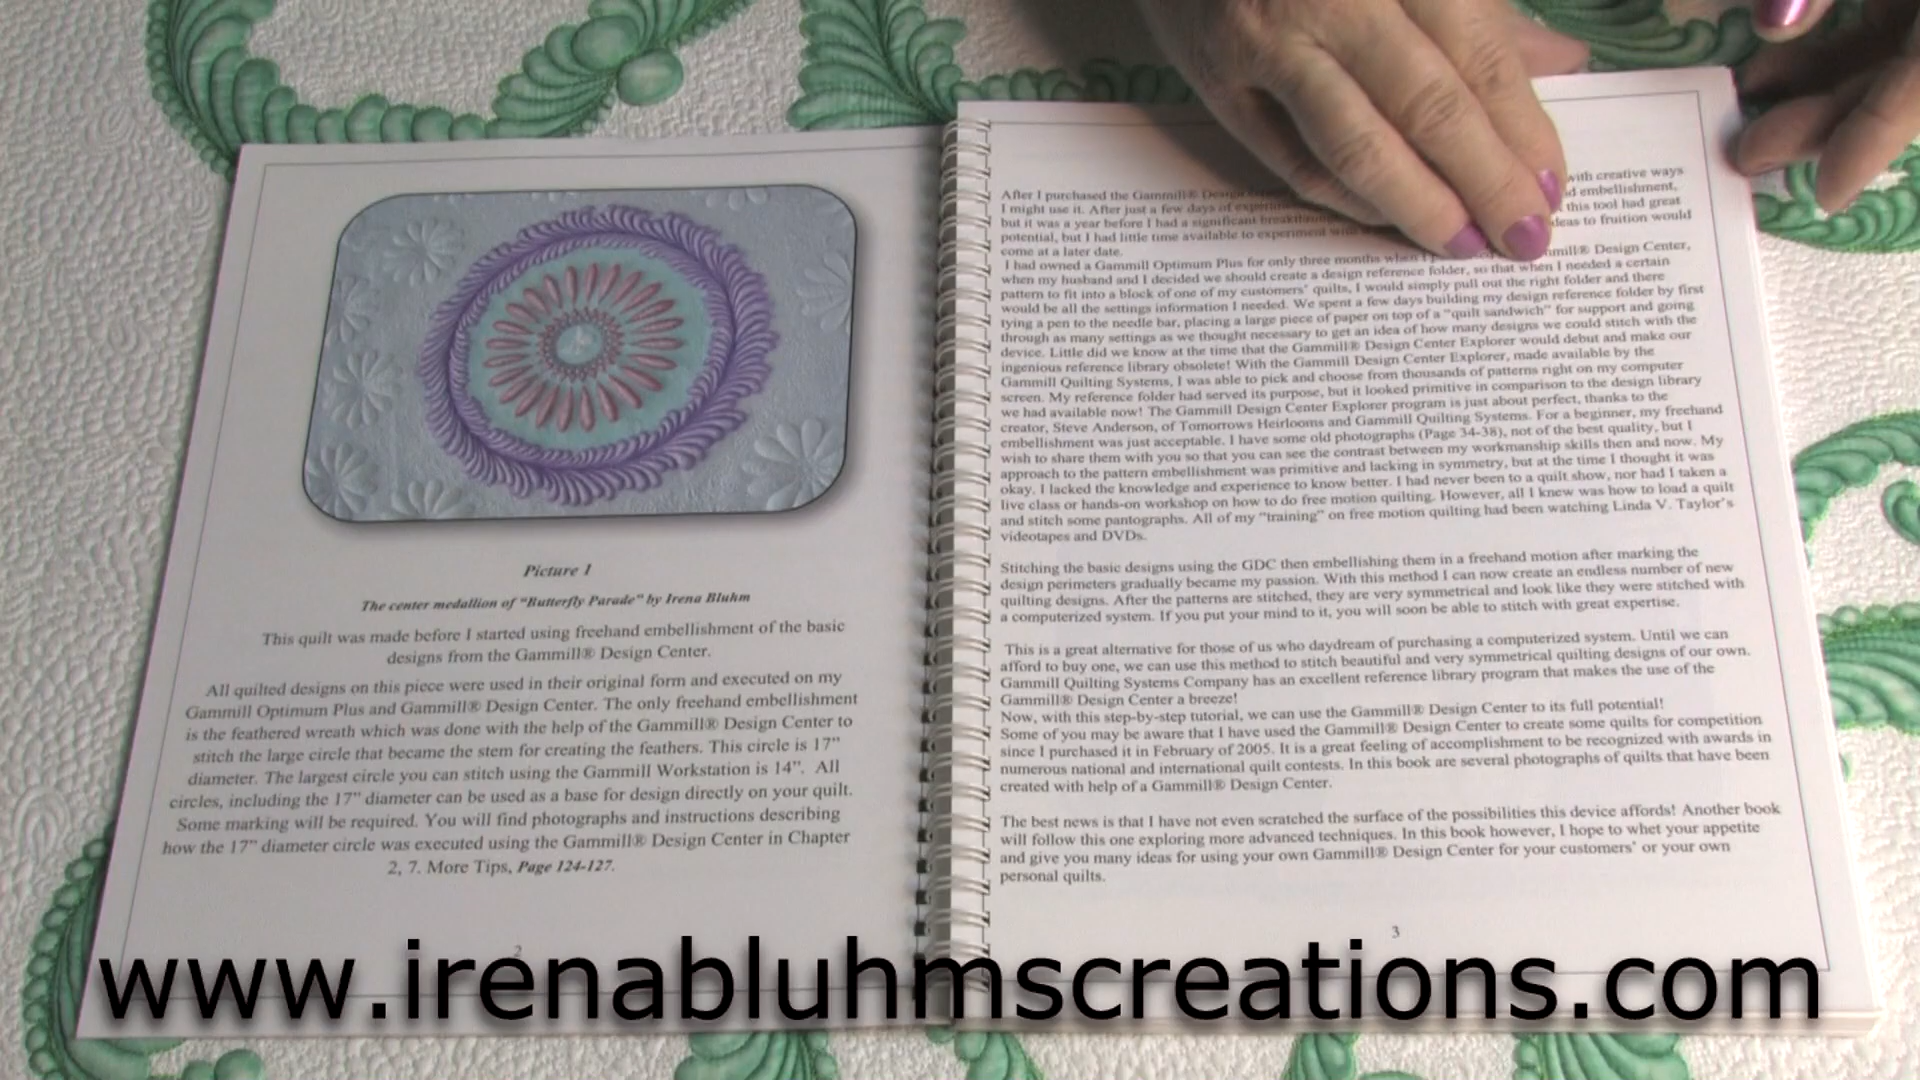 Picture 1
The center medallion of "Butterfly Parade" by Irena Bluhm
This quilt was made before I started using freehand embellishment of the basic
designs from the Gammill® Design Center.
All quilted designs on this piece were used in their original form and executed on my
Gammill Optimum Plus and Gammill® Design Center. The only freehand embellishment
is the feathered wreath which was done with the help of the Gammill® Design Center to
stitch the large circle that became the stem for creating the feathers. This circle is 17"
diameter. The largest circle you can stitch using the Gammill Workstation is 14". All
circles, including the 17" diameter can be used as a base for design directly on your quilt.
Some marking will be required. You will find photographs and instructions describing
how the 17" diameter circle was executed using the Gammill® Design Center in Chapter
2, 7. More Tips, Page 124-127.
2
After I purchased the Gammill® Design with creative ways
I might use it. After just a few days of embellishment,
but it was a year before I had a significant this tool had great
potential, but I had little time available to experiment ideas to fruition would
come at a later date.
I had owned a Gammill Optimum Plus for only three months when I Design Center,
when my husband and I decided we should create a design reference folder, so that when I needed a certain
pattern to fit into a block of one of my customers' quilts, I would simply pull out the right folder and there
would be all the settings information I needed. We spent a few days building my design reference folder by first
tying a pen to the needle bar, placing a large piece of paper on top of a "quilt sandwich" for support and going
through as many settings as we thought necessary to get an idea of how many designs we could stitch with the
device. Little did we know at the time that the Gammill® Design Center Explorer would debut and make our
ingenious reference library obsolete! With the Gammill Design Center Explorer, made available by the
Gammill Quilting Systems, I was able to pick and choose from thousands of patterns right on my computer
screen. My reference folder had served its purpose, but it looked primitive in comparison to the design library
we had available now! The Gammill Design Center Explorer program is just about perfect, thanks to the
creator, Steve Anderson, of Tomorrows Heirlooms and Gammill Quilting Systems. For a beginner, my freehand
embellishment was just acceptable. I have some old photographs (Page 34-38), not of the best quality, but I
wish to share them with you so that you can see the contrast between my workmanship skills then and now. My
approach to the pattern embellishment was primitive and lacking in symmetry, but at the time I thought it was
okay. I lacked the knowledge and experience to know better. I had never been to a quilt show, nor had I taken a
live class or hands-on workshop on how to do free motion quilting. However, all I knew was how to load a quilt
and stitch some pantographs. All of my "training" on free motion quilting had been watching Linda V. Taylor's
videotapes and DVDs.
Stitching the basic designs using the GDC then embellishing them in a freehand motion after marking the
design perimeters gradually became my passion. With this method I can now create an endless number of new
quilting designs. After the patterns are stitched, they are very symmetrical and look like they were stitched with
a computerized system. If you put your mind to it, you will soon be able to stitch with great expertise.
This is a great alternative for those of us who daydream of purchasing a computerized system. Until we can
afford to buy one, we can use this method to stitch beautiful and very symmetrical quilting designs of our own.
Gammill Quilting Systems Company has an excellent reference library program that makes the use of the
Gammill® Design Center a breeze!
Now, with this step-by-step tutorial, we can use the Gammill® Design Center to its full potential!
Some of you may be aware that I have used the Gammill® Design Center to create some quilts for competition
since I purchased it in February of 2005. It is a great feeling of accomplishment to be recognized with awards in
numerous national and international quilt contests. In this book are several photographs of quilts that have been
created with help of a Gammill® Design Center.
The best news is that I have not even scratched the surface of the possibilities this device affords! Another book
will follow this one exploring more advanced techniques. In this book however, I hope to whet your appetite
and give you many ideas for using your own Gammill® Design Center for your customers' or your own
personal quilts.
3
www.irenabluhmscreations.com